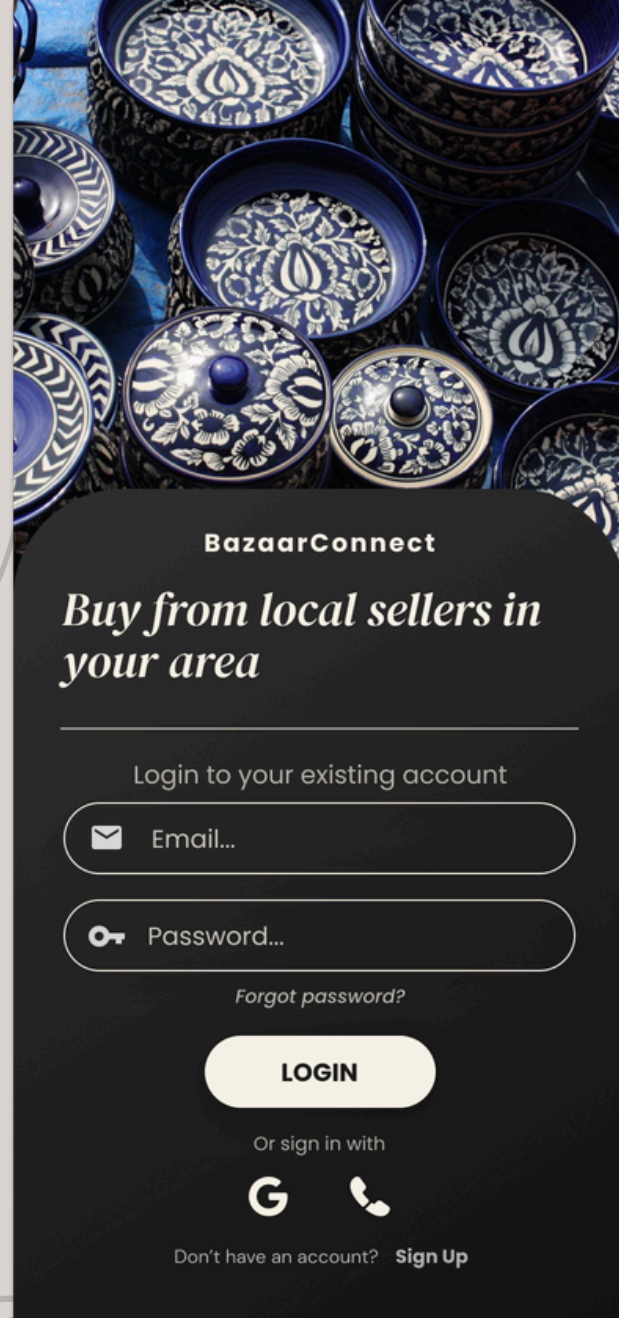 BazaarConnect
Buy from local sellers in
your area
Login to your existing account
Email...
Password...
Forgot password?
LOGIN
Or sign in with
G
Don't have an account? Sign Up